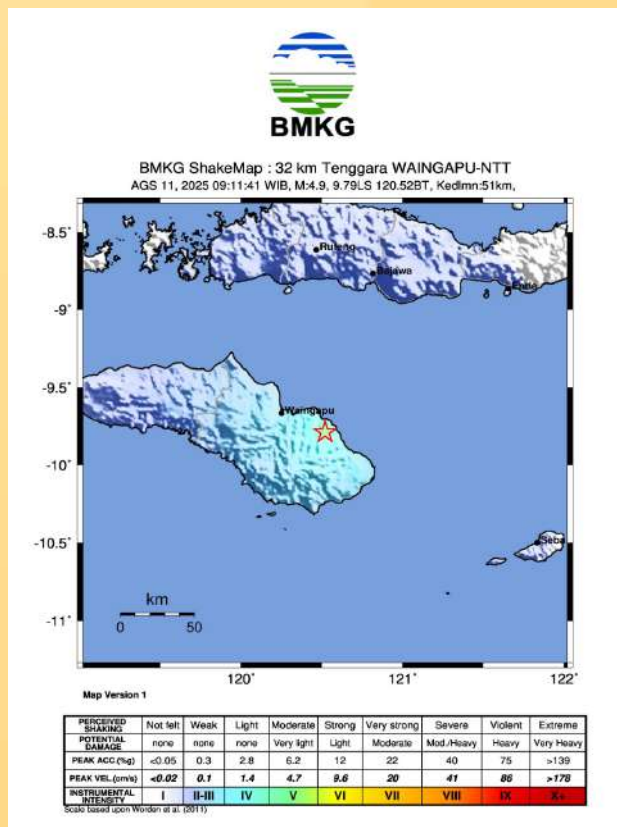 BMKG
BMKG ShakeMap : 32 km Tenggara WAINGAPU-NTT
AGS 11, 2025 09:11:41 WIB, M:4.9, 9.79LS 120.52BT, Kedlmn:51km,
-8.5°
Ruteng
Bajawa
Ende
-9°
-9.5°
Waingapu
-10°
-10.5°
Seba
km
0 50
-11°
120° 121° 122°
Map Version 1
PERCEIVED SHAKING Not felt Weak Light Moderate Strong Very strong Severe Violent Extreme
POTENTIAL DAMAGE none none none Very light Light Moderate Mod./Heavy Heavy Very Heavy
PEAK ACC.(%g) <0.05 0.3 2.8 6.2 12 22 40 75 >139
PEAK VEL.(cm/s) <0.02 0.1 1.4 4.7 9.6 20 41 86 >178
INSTRUMENTAL INTENSITY I II-III IV V VI VII VIII IX X+
Scale based upon Worden et al. (2011)